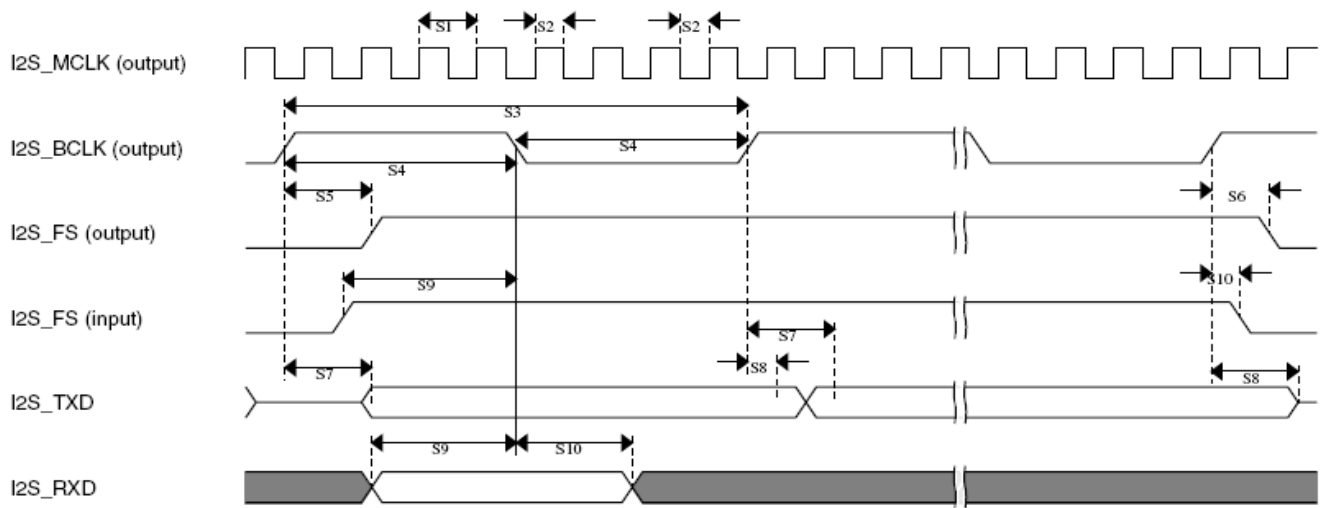 S1 S2 S2
I2S_MCLK (output)
S3
I2S_BCLK (output)
S4
S4
S5 S6
I2S_FS (output)
S9 S10
I2S_FS (input)
S7
S8
S7 S8
I2S_TXD
S9 S10
I2S_RXD